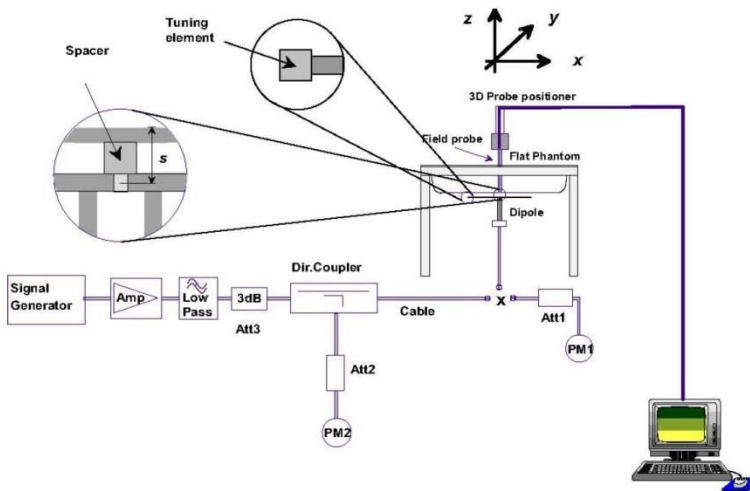 Tuning
element
Spacer
s
z
y
x
3D Probe positioner
Field probe
Flat Phantom
Dipole
Signal
Generator
Amp
Low
Pass
3dB
Att3
Dir.Coupler
Cable
x
Att1
PM1
Att2
PM2